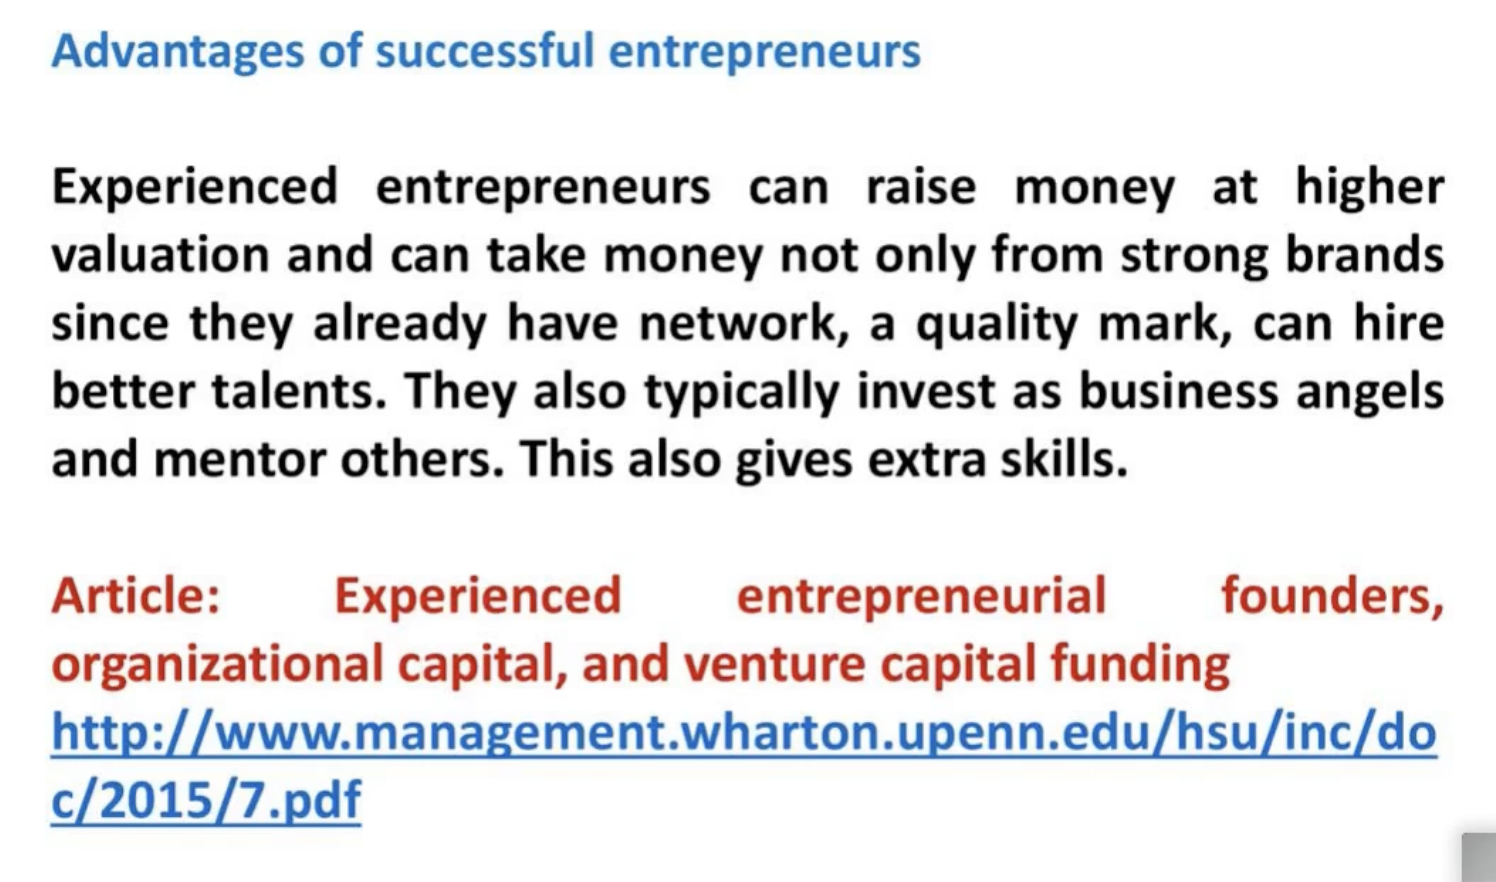 Advantages of successful entrepreneurs
Experienced entrepreneurs can raise money at higher
valuation and can take money not only from strong brands
since they already have network, a quality mark, can hire
better talents. They also typically invest as business angels
and mentor others. This also gives extra skills.
Article: Experienced entrepreneurial founders,
organizational capital, and venture capital funding
http://www.management.wharton.upenn.edu/hsu/inc/do
c/2015/7.pdf